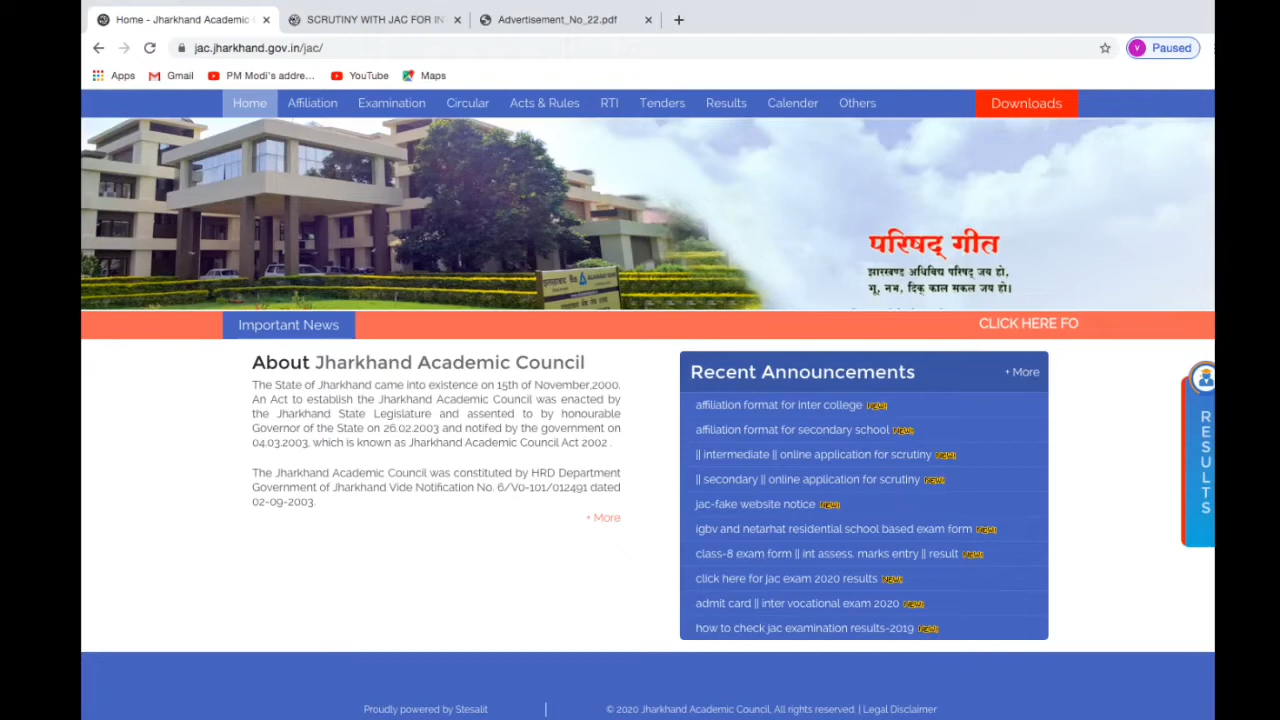 Home - Jharkhand Academic
SCRUTINY WITH JAC FOR IN
Advertisement_No_22.pdf
jac.jharkhand.gov.in/jac/
V
Paused
Apps
Gmail
PM Modi's addre...
YouTube
Maps
Home
Affiliation
Examination
Circular
Acts & Rules
RTI
Tenders
Results
Calender
Others
Downloads
परिषद् गीत
झारखण्ड अधिविद्य परिषद् जय हो,
भू, नभ, दिक् काल सकल जय हो।
Important News
CLICK HERE FO
About Jharkhand Academic Council
The State of Jharkhand came into existence on 15th of November,2000.
An Act to establish the Jharkhand Academic Council was enacted by
the Jharkhand State Legislature and assented to by honourable
Governor of the State on 26.02.2003 and notifed by the government on
04.03.2003, which is known as Jharkhand Academic Council Act 2002 .
The Jharkhand Academic Council was constituted by HRD Department
Government of Jharkhand Vide Notification No. 6/V0-101/012491 dated
02-09-2003.
+ More
Recent Announcements
+ More
affiliation format for inter college NEW!
affiliation format for secondary school NEW!
|| intermediate || online application for scrutiny NEW!
|| secondary || online application for scrutiny NEW!
jac-fake website notice NEW!
igbv and netarhat residential school based exam form NEW!
class-8 exam form || int assess. marks entry || result NEW!
click here for jac exam 2020 results NEW!
admit card || inter vocational exam 2020 NEW!
how to check jac examination results-2019 NEW!
RESULTS
Proudly powered by Stesalit
© 2020 Jharkhand Academic Council, All rights reserved. | Legal Disclaimer